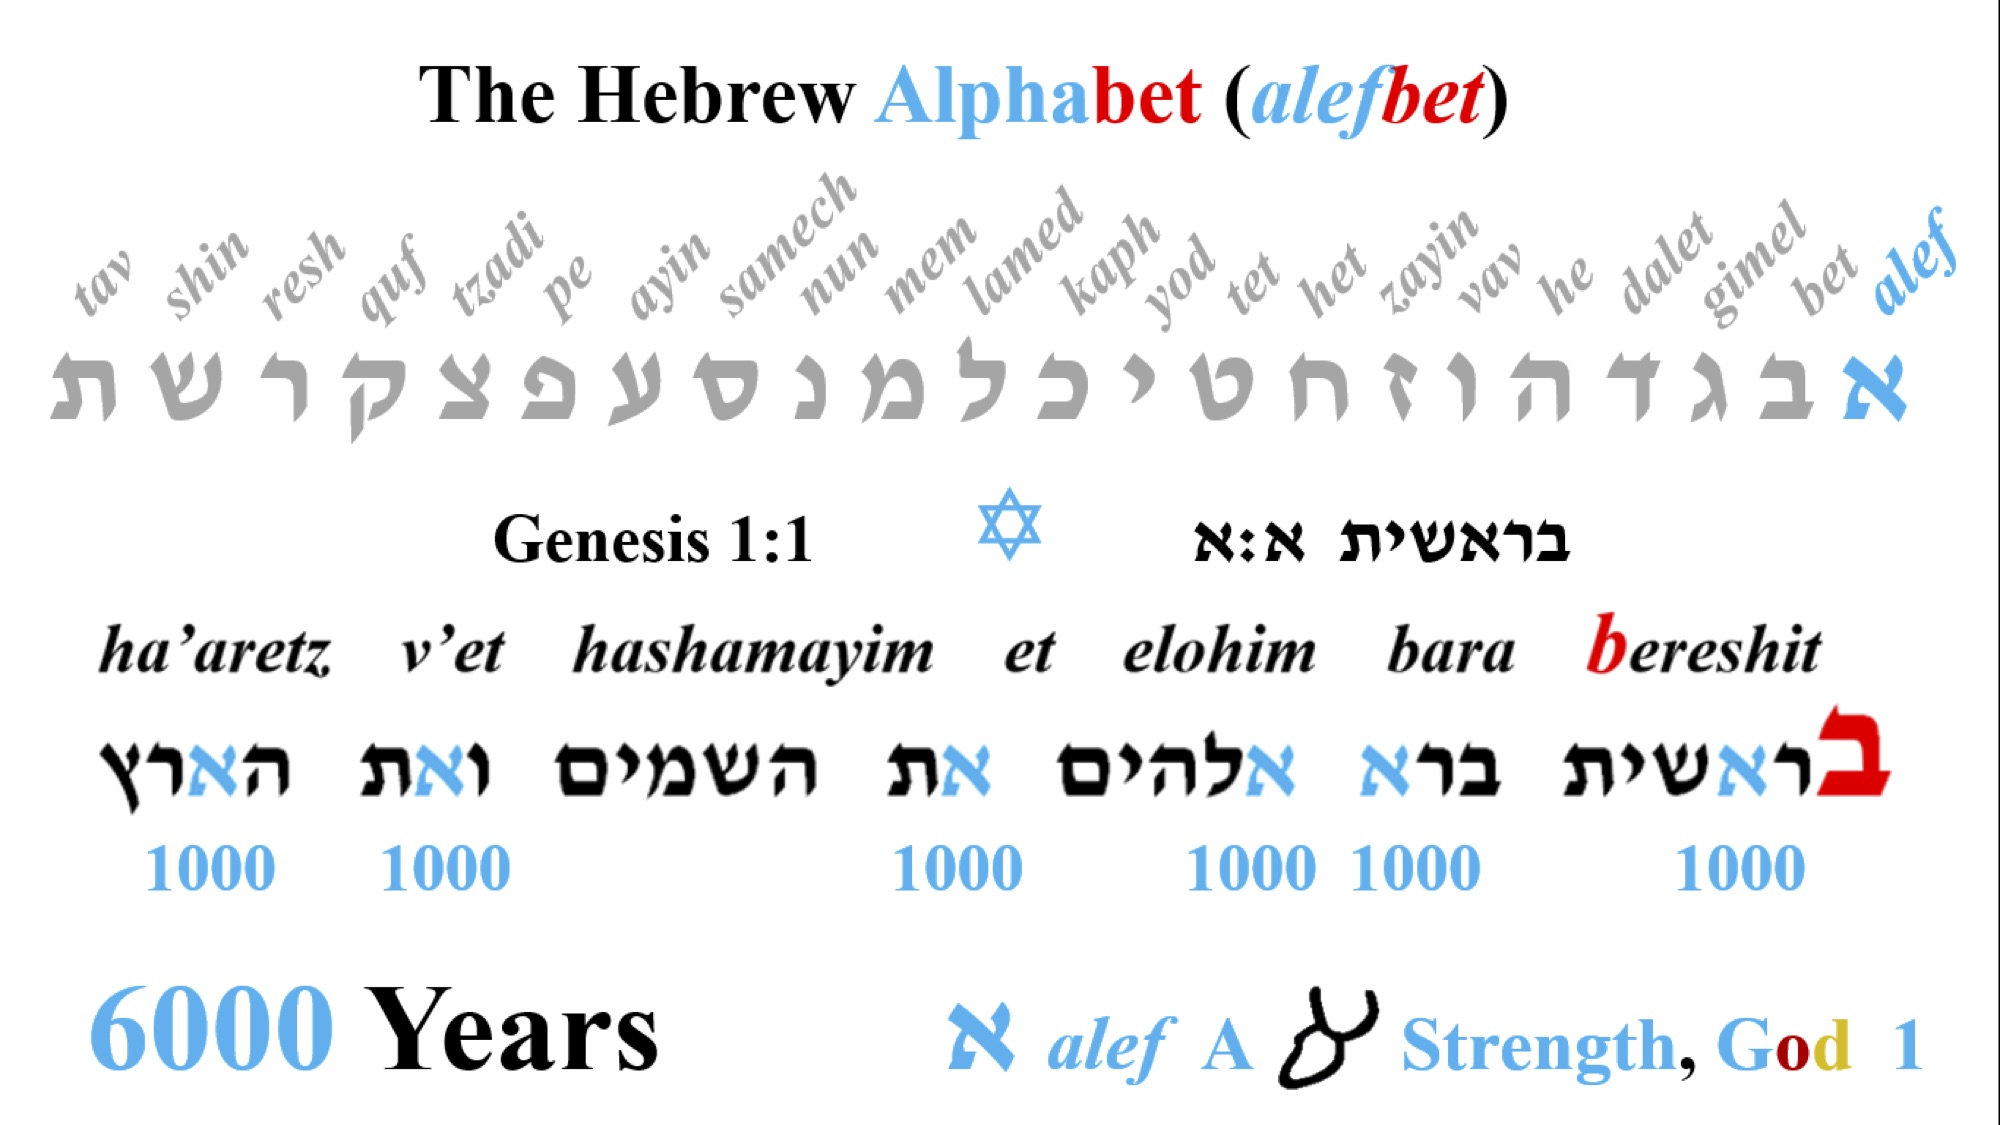 The Hebrew Alphabet (alefbet)
tav shin resh quf tzadi pe ayin samech nun mem lamed kaph yod tet het zayin vav he dalet gimel bet alef
א ב ג ד ה ו ז ח ט י כ ל מ נ ס ע פ צ ק ר ש ת
Genesis 1:1 ✡ בראשית א:א
ha’aretz v’et hashamayim et elohim bara bereshit
בראשית ברא אלהים את השמים ואת הארץ
1000 1000 1000 1000 1000 1000
6000 Years א alef A Strength, God 1